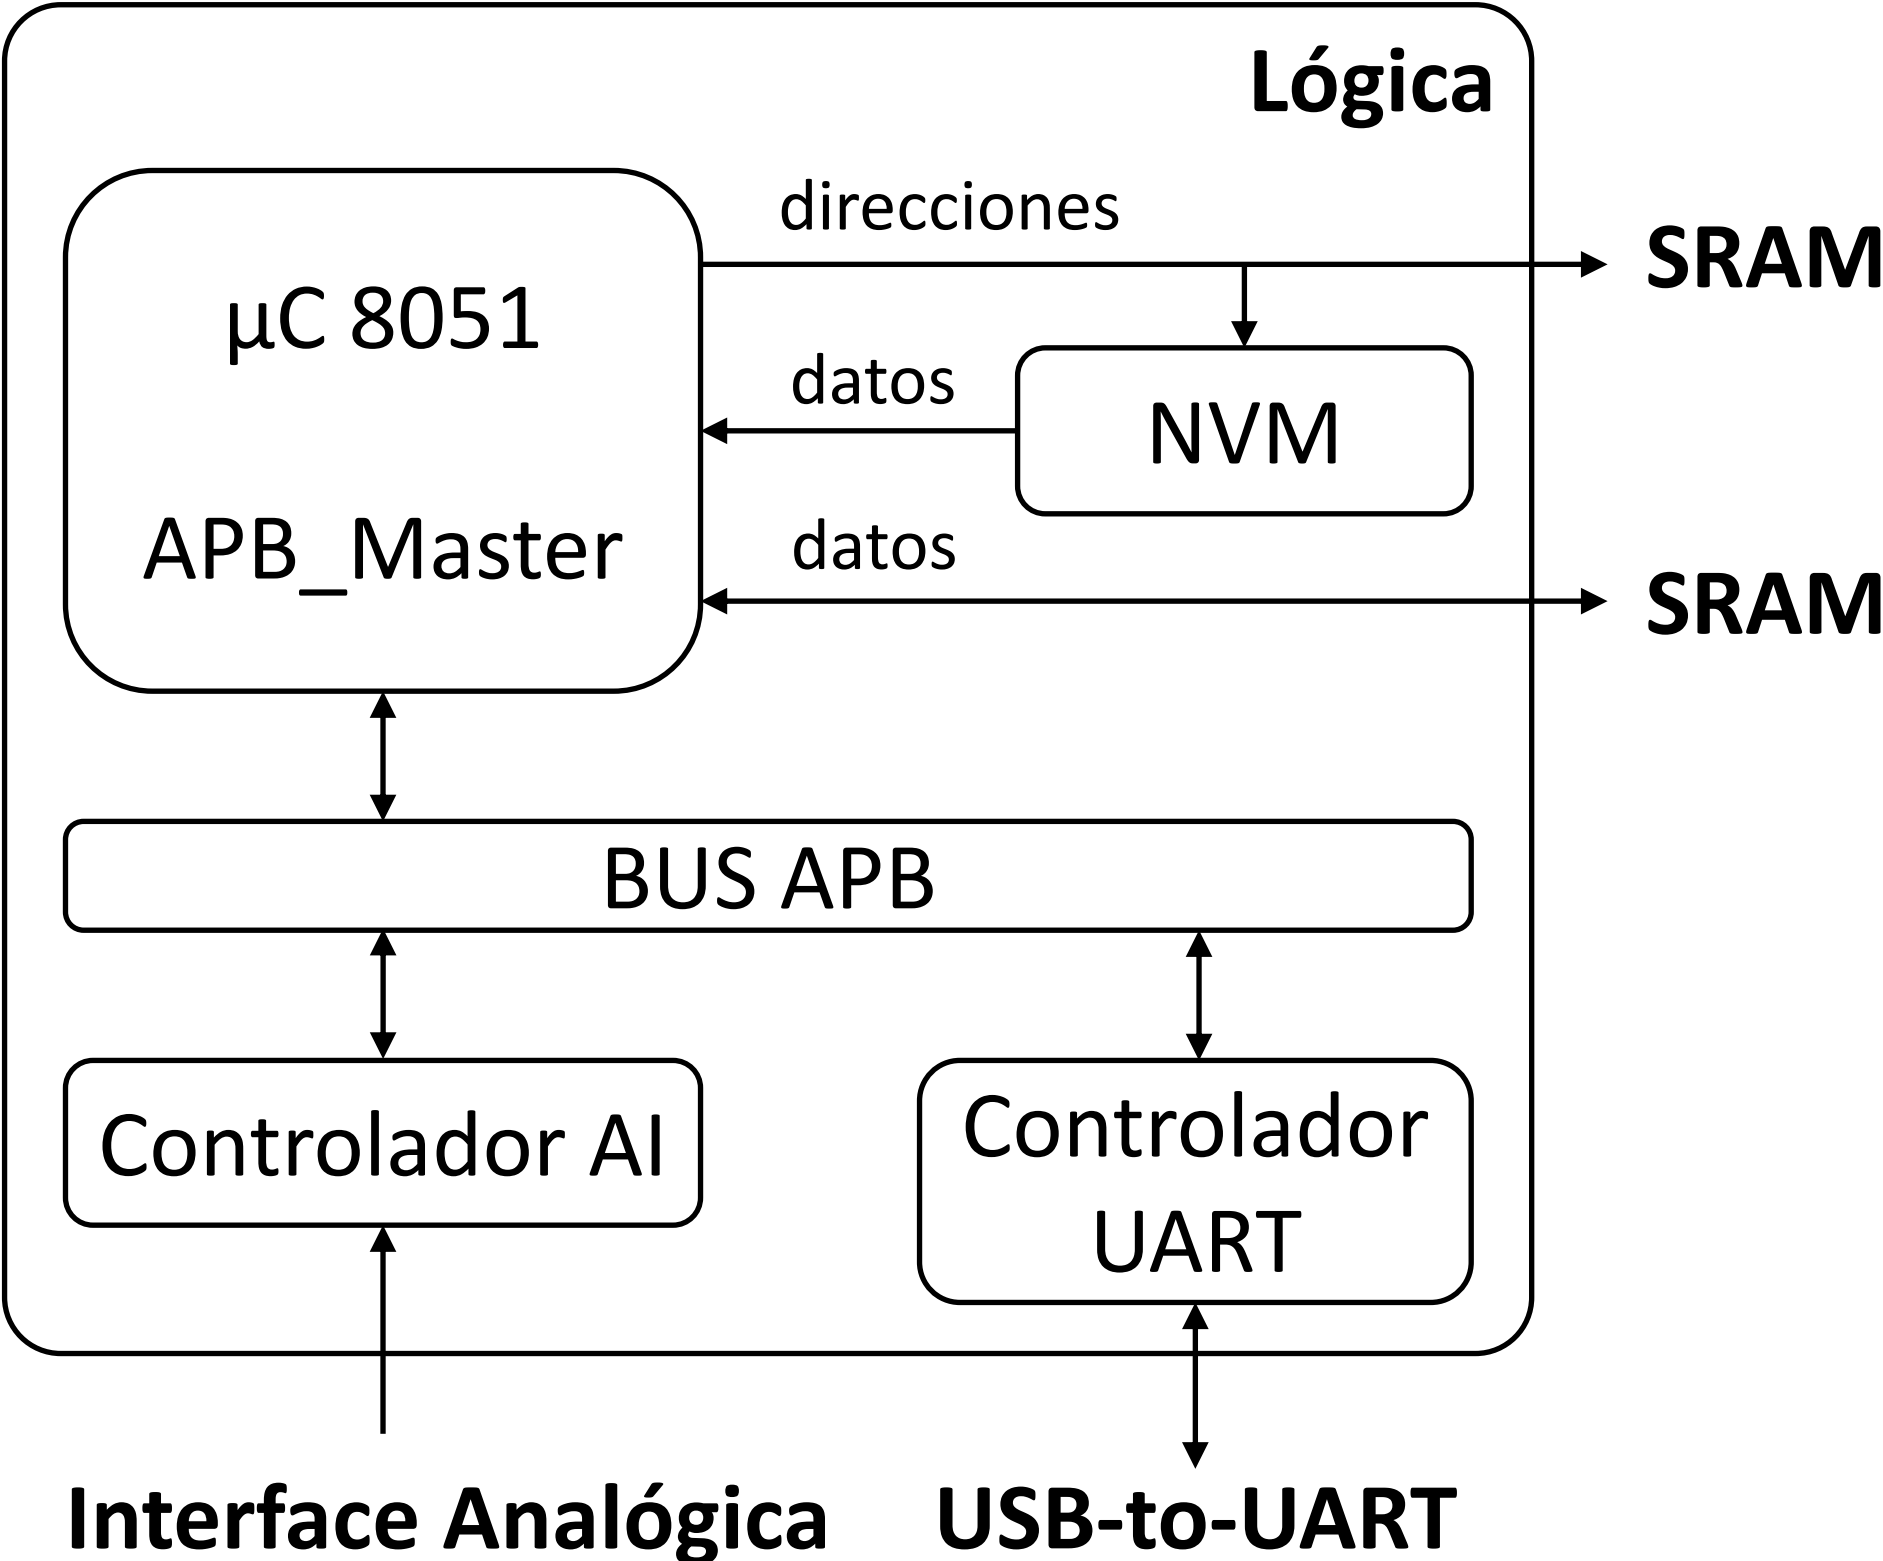 Lógica
direcciones
SRAM
µC 8051
datos
NVM
APB_Master
datos
SRAM
BUS APB
Controlador AI
Controlador
UART
Interface Analógica
USB-to-UART